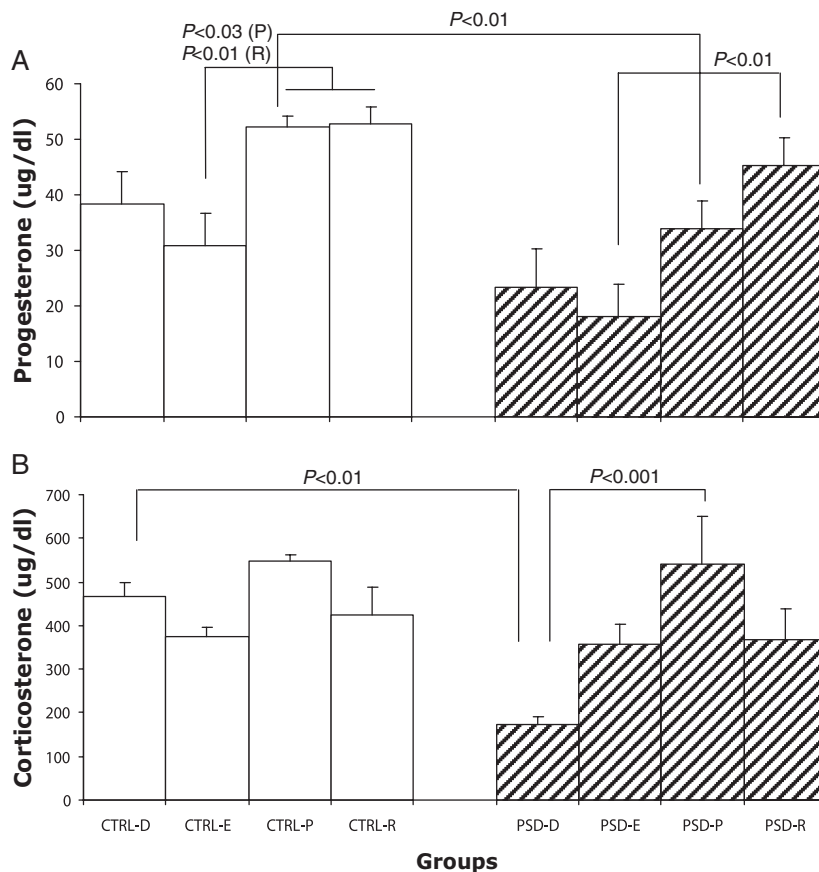 P<0.03 (P)
P<0.01 (R)
P<0.01
P<0.01
A
Progesterone (ug/dl)
60
50
40
30
20
10
0
B
P<0.01
P<0.001
Corticosterone (ug/dl)
700
600
500
400
300
200
100
0
CTRL-D CTRL-E CTRL-P CTRL-R PSD-D PSD-E PSD-P PSD-R
Groups